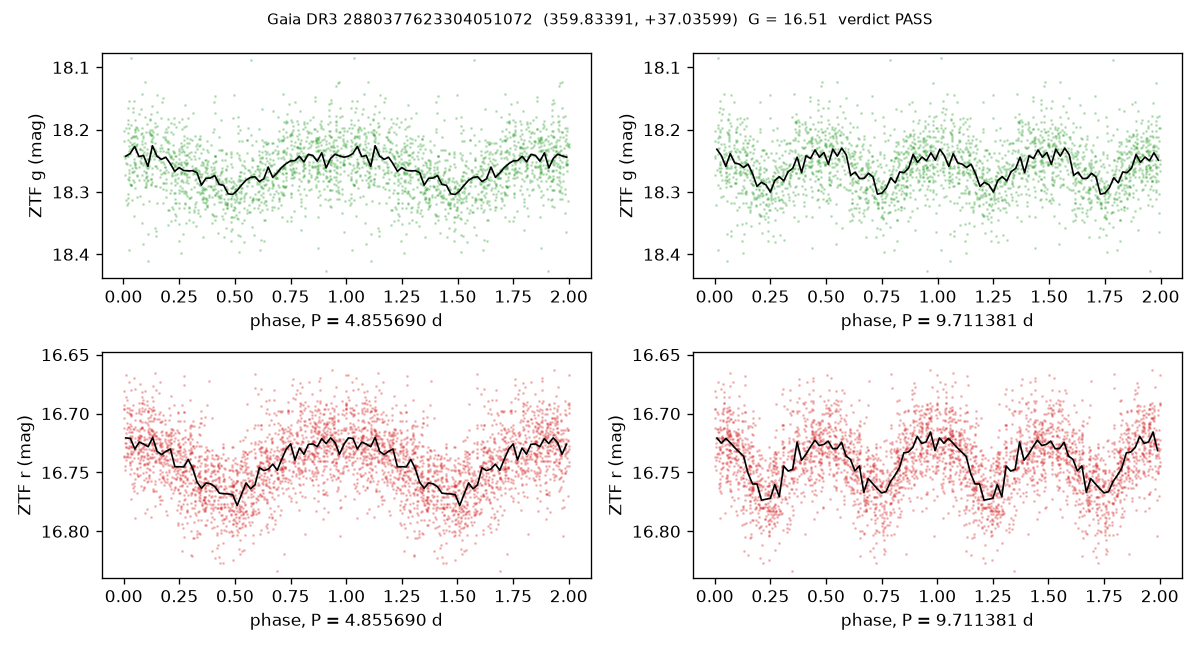 Gaia DR3 2880377623304051072 (359.83391, +37.03599) G = 16.51 verdict PASS
18.1
18.2
18.3
18.4
ZTF g (mag)
0.00 0.25 0.50 0.75 1.00 1.25 1.50 1.75 2.00
phase, P = 4.855690 d
18.1
18.2
18.3
18.4
ZTF g (mag)
0.00 0.25 0.50 0.75 1.00 1.25 1.50 1.75 2.00
phase, P = 9.711381 d
16.65
16.70
16.75
16.80
ZTF r (mag)
0.00 0.25 0.50 0.75 1.00 1.25 1.50 1.75 2.00
phase, P = 4.855690 d
16.65
16.70
16.75
16.80
ZTF r (mag)
0.00 0.25 0.50 0.75 1.00 1.25 1.50 1.75 2.00
phase, P = 9.711381 d